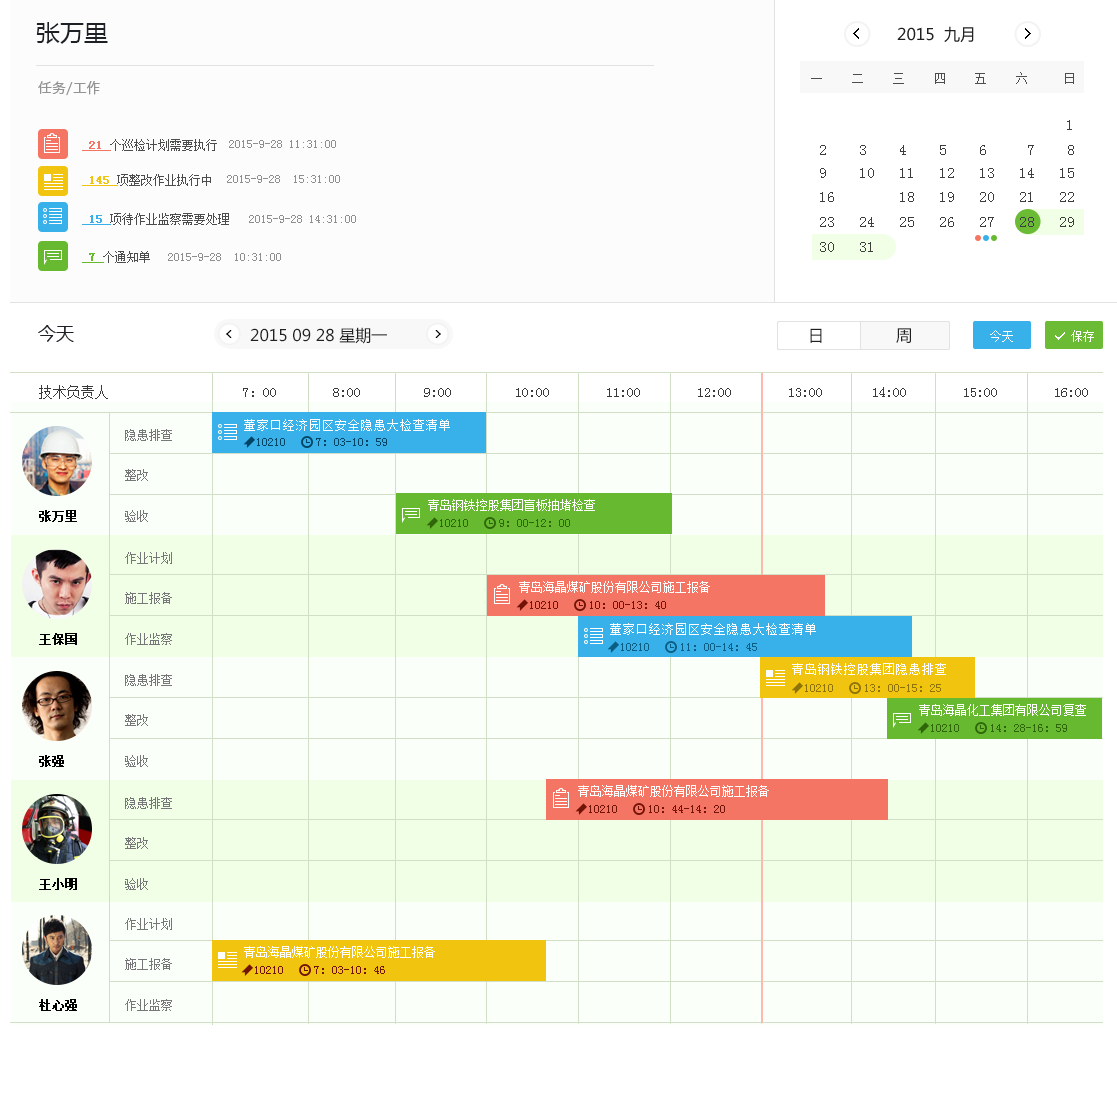 张万里
任务/工作
21 个巡检计划需要执行 2015-9-28 11:31:00
145 项整改作业执行中 2015-9-28 15:31:00
15 项待作业监察需要处理 2015-9-28 14:31:00
7 个通知单 2015-9-28 10:31:00
2015 九月
一 二 三 四 五 六 日
1
2 3 4 5 6 7 8
9 10 11 12 13 14 15
16 18 19 20 21 22
23 24 25 26 27 28 29
30 31
今天
2015 09 28 星期一
日 周 今天 保存
技术负责人 7：00 8:00 9:00 10:00 11:00 12:00 13:00 14:00 15:00 16:00
张万里
隐患排查
董家口经济园区安全隐患大检查清单
10210 7：03-10：59
整改
验收
青岛钢铁控股集团盲板抽堵检查
10210 9：00-12：00
王保国
作业计划
施工报备
青岛海晶煤矿股份有限公司施工报备
10210 10：00-13：40
作业监察
董家口经济园区安全隐患大检查清单
10210 11：00-14：45
张强
隐患排查
青岛钢铁控股集团隐患排查
10210 13：00-15：25
整改
青岛海晶化工集团有限公司复查
10210 14：28-16：59
验收
王小明
隐患排查
青岛海晶煤矿股份有限公司施工报备
10210 10：44-14：20
整改
验收
杜心强
作业计划
施工报备
青岛海晶煤矿股份有限公司施工报备
10210 7：03-10：46
作业监察